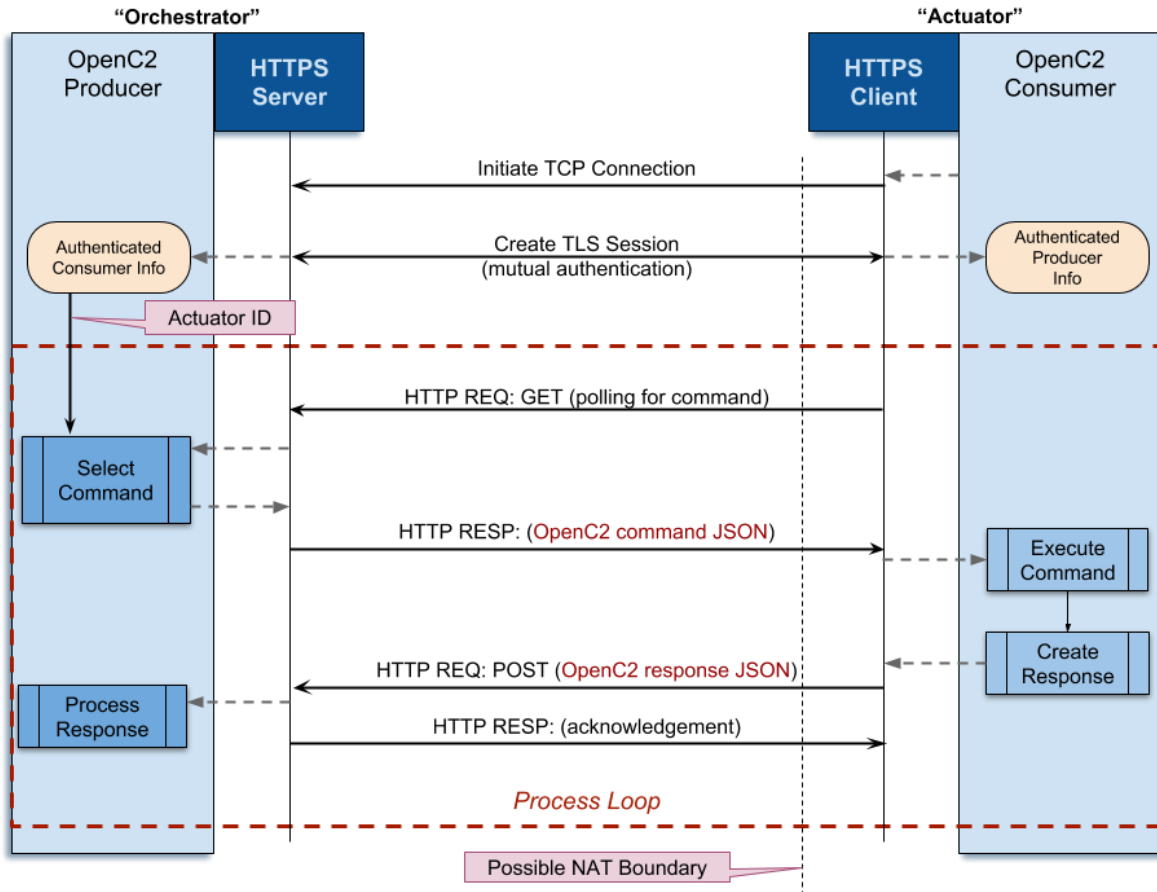 “Orchestrator”
“Actuator”
OpenC2
Producer
HTTPS
Server
HTTPS
Client
OpenC2
Consumer
Initiate TCP Connection
Authenticated
Consumer Info
Create TLS Session
(mutual authentication)
Authenticated
Producer
Info
Actuator ID
HTTP REQ: GET (polling for command)
Select
Command
HTTP RESP: (OpenC2 command JSON)
Execute
Command
HTTP REQ: POST (OpenC2 response JSON)
Create
Response
Process
Response
HTTP RESP: (acknowledgement)
Process Loop
Possible NAT Boundary